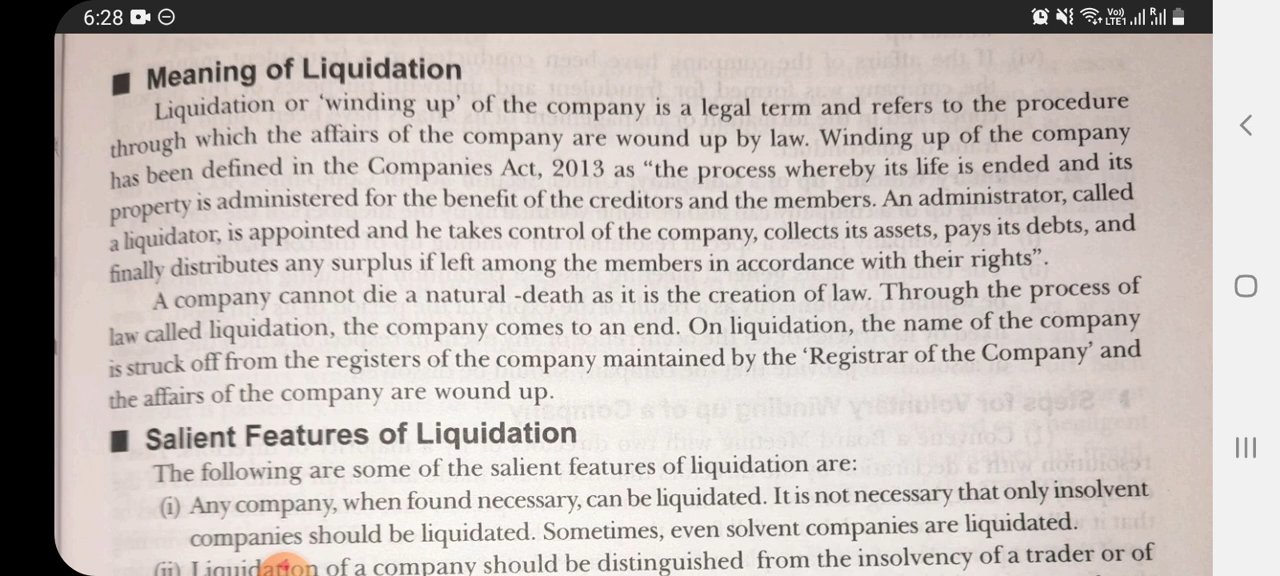 6:28
Vo))
LTE1
R
■ Meaning of Liquidation
Liquidation or 'winding up' of the company is a legal term and refers to the procedure
through which the affairs of the company are wound up by law. Winding up of the company
has been defined in the Companies Act, 2013 as “the process whereby its life is ended and its
property is administered for the benefit of the creditors and the members. An administrator, called
a liquidator, is appointed and he takes control of the company, collects its assets, pays its debts, and
finally distributes any surplus if left among the members in accordance with their rights”.
A company cannot die a natural -death as it is the creation of law. Through the process of
law called liquidation, the company comes to an end. On liquidation, the name of the company
is struck off from the registers of the company maintained by the 'Registrar of the Company' and
the affairs of the company are wound up.
■ Salient Features of Liquidation
The following are some of the salient features of liquidation are:
(i) Any company, when found necessary, can be liquidated. It is not necessary that only insolvent
companies should be liquidated. Sometimes, even solvent companies are liquidated.
(ii) Liquidation of a company should be distinguished from the insolvency of a trader or of